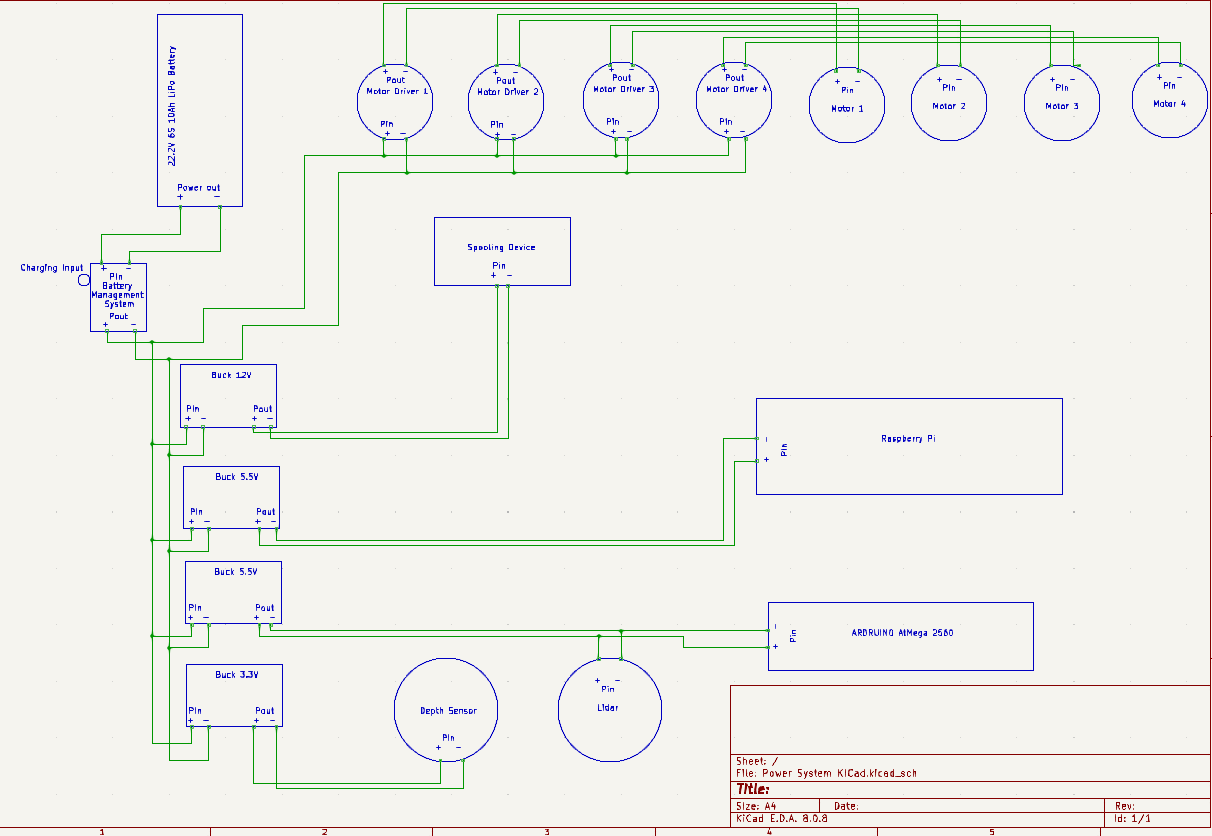 22.2V 6S 10Ah LiPo Battery
Power out
+ -
Charging Input
+ -
Pin
Battery
Management
System
Pout
+ -
+ -
Pout
Motor Driver 1
Pin
+ -
+ -
Pout
Motor Driver 2
Pin
+ -
+ -
Pout
Motor Driver 3
Pin
+ -
+ -
Pout
Motor Driver 4
Pin
+ -
+ -
Pin
Motor 1
+ -
Pin
Motor 2
+ -
Pin
Motor 3
+ -
Pin
Motor 4
Spooling Device
Pin
+ -
Buck 12V
Pin Pout
+ - + -
Buck 5.5V
Pin Pout
+ - + -
Buck 5.5V
Pin Pout
+ - + -
Buck 3.3V
Pin Pout
+ - + -
Raspberry Pi
-
Pin
+
ARDRUINO AtMega 2560
-
Pin
+
Depth Sensor
Pin
+ -
+ -
Pin
Lidar
Sheet: /
File: Power System KiCad.kicad_sch
Title:
Size: A4 Date: Rev:
KiCad E.D.A. 8.0.8 Id: 1/1
1 2 3 4 5